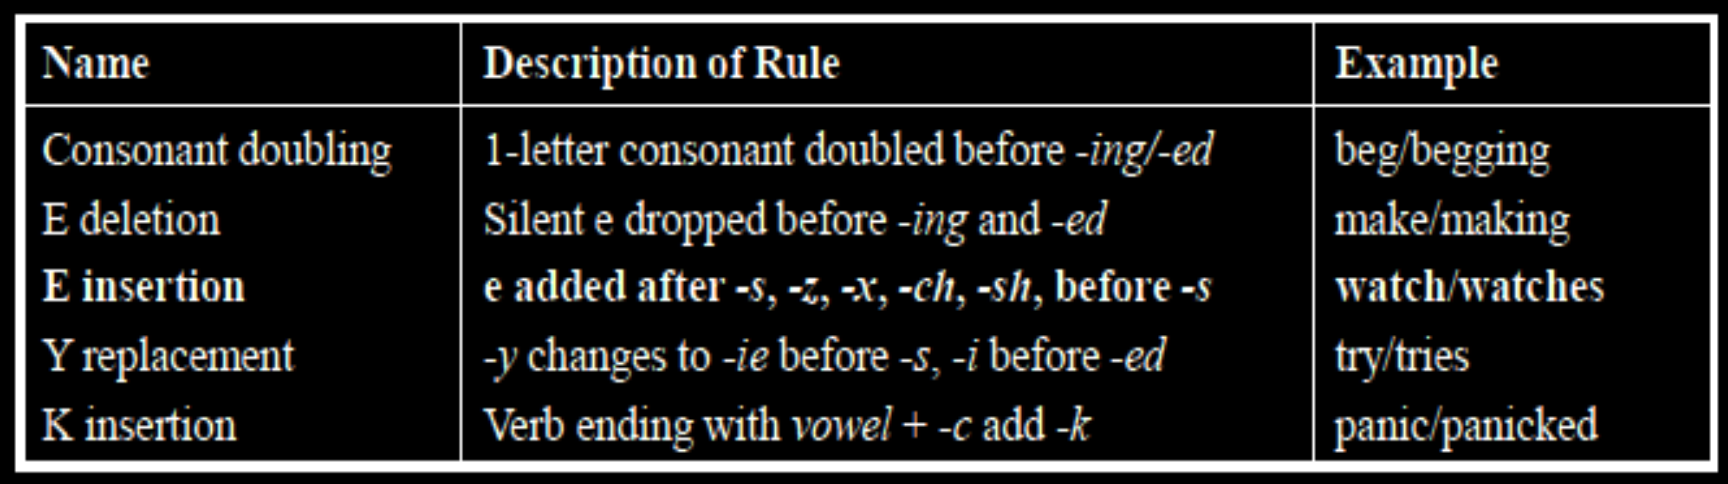 Name Description of Rule Example
Consonant doubling 1-letter consonant doubled before -ing/-ed beg/begging
E deletion Silent e dropped before -ing and -ed make/making
E insertion e added after -s, -z, -x, -ch, -sh, before -s watch/watches
Y replacement -y changes to -ie before -s, -i before -ed try/tries
K insertion Verb ending with vowel + -c add -k panic/panicked